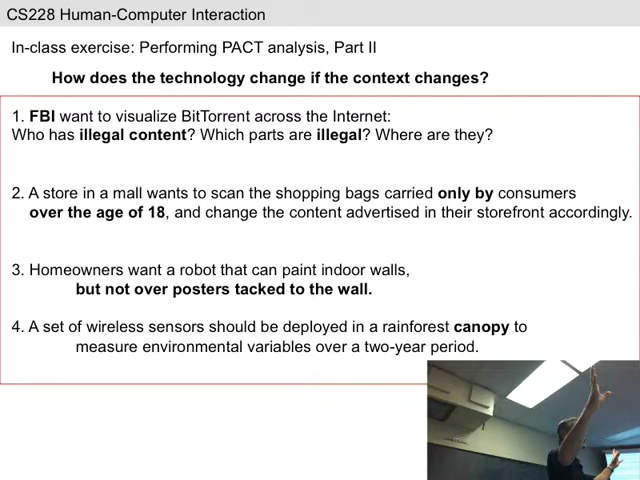 CS228 Human-Computer Interaction
In-class exercise: Performing PACT analysis, Part II
How does the technology change if the context changes?
1. FBI want to visualize BitTorrent across the Internet:
Who has illegal content? Which parts are illegal? Where are they?
2. A store in a mall wants to scan the shopping bags carried only by consumers
over the age of 18, and change the content advertised in their storefront accordingly.
3. Homeowners want a robot that can paint indoor walls,
but not over posters tacked to the wall.
4. A set of wireless sensors should be deployed in a rainforest canopy to
measure environmental variables over a two-year period.